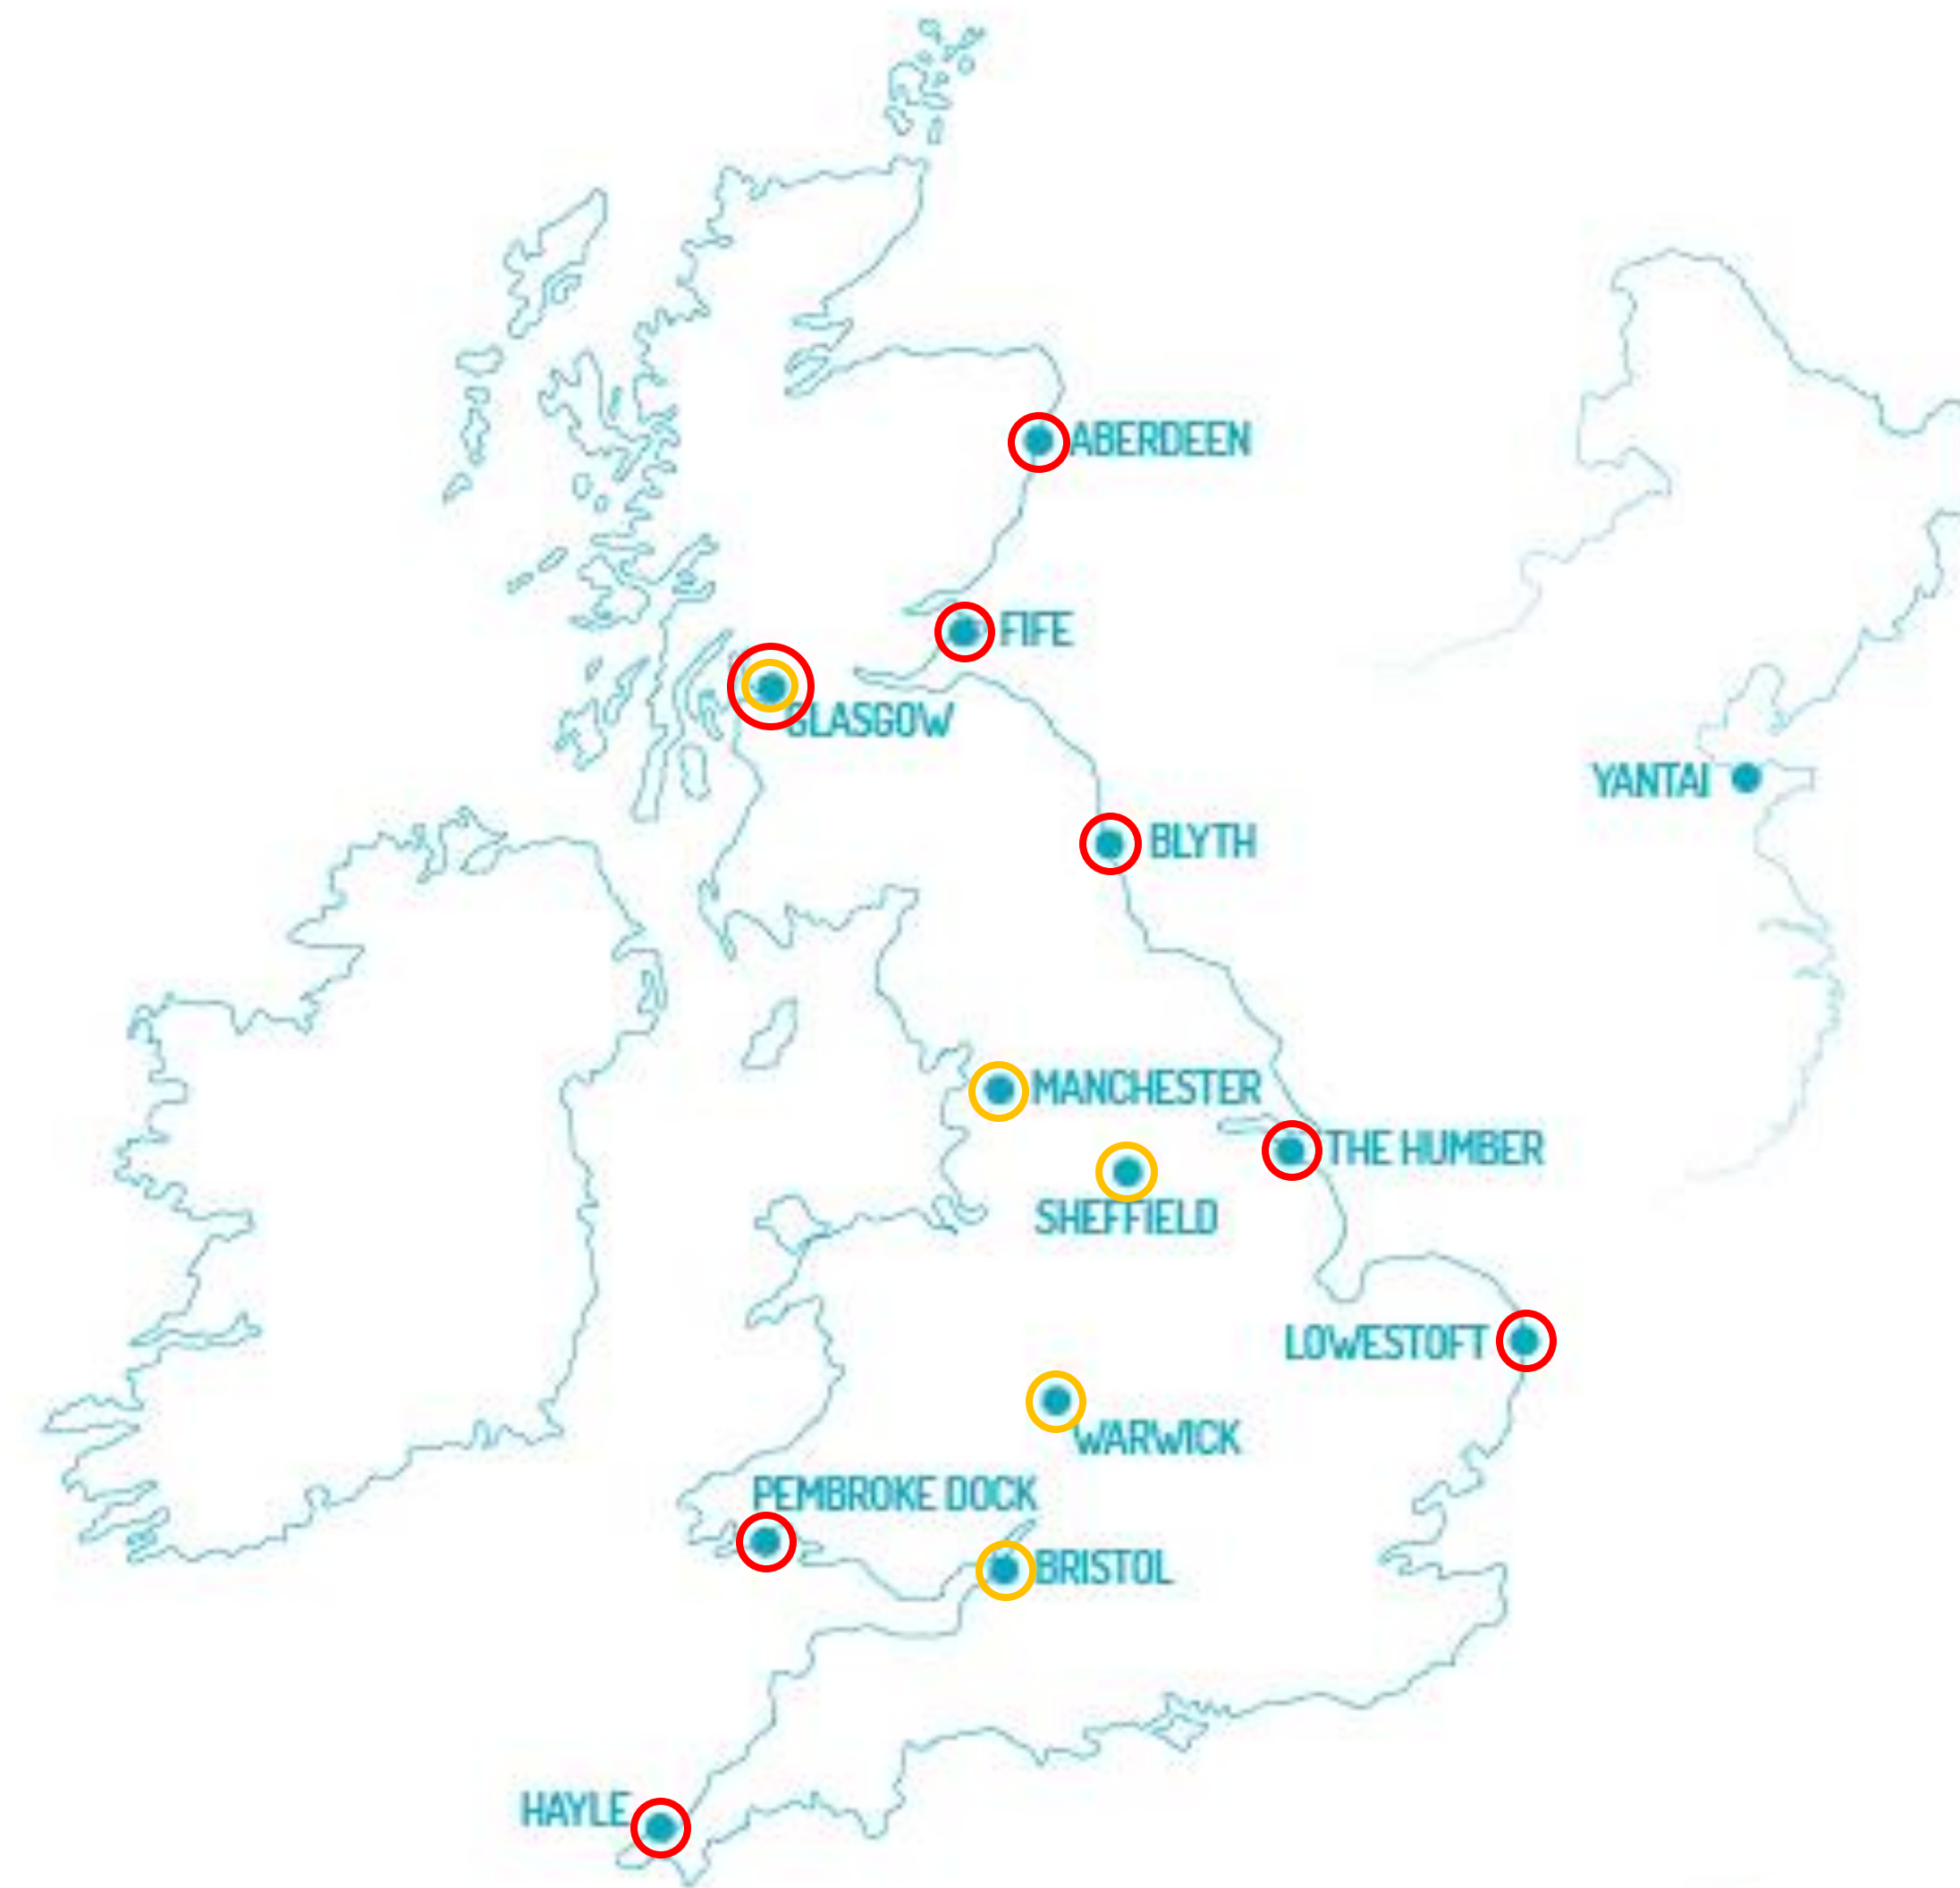 ABERDEEN
FIFE
GLASGOW
YANTAI
BLYTH
MANCHESTER
THE HUMBER
SHEFFIELD
LOWESTOFT
WARWICK
PEMBROKE DOCK
BRISTOL
HAYLE